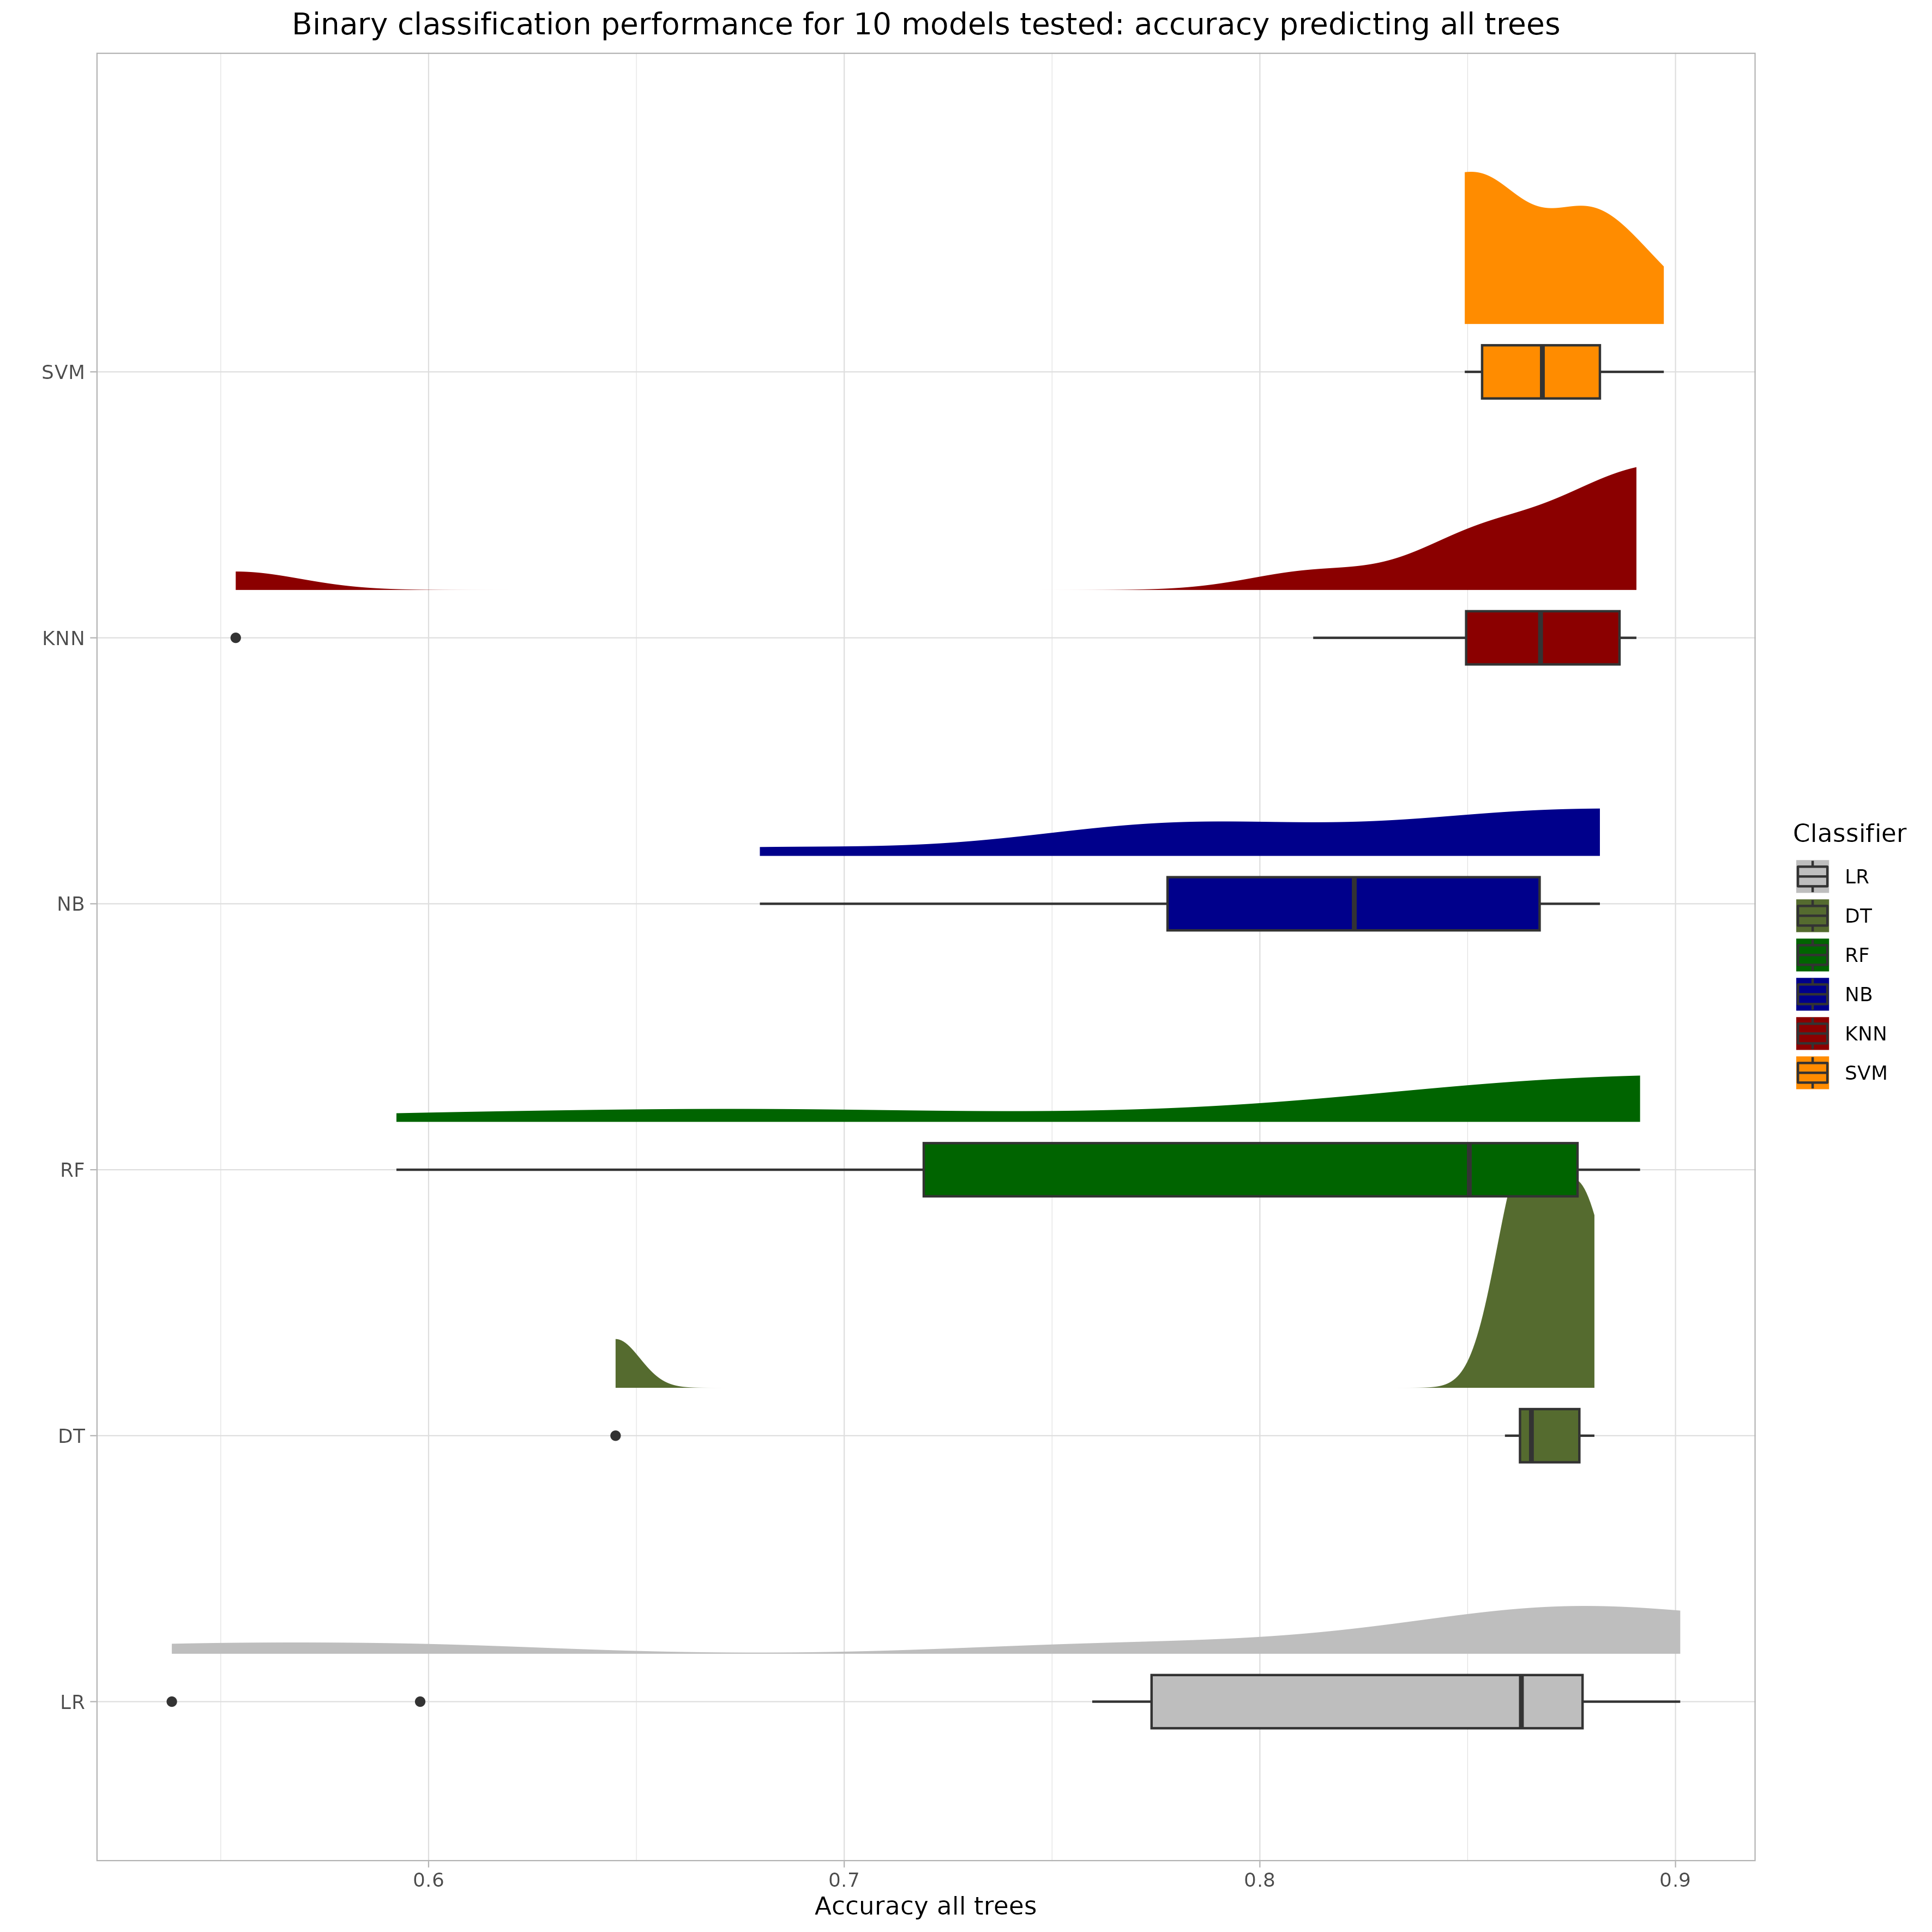 Binary classification performance for 10 models tested: accuracy predicting all trees
SVM
KNN
NB
RF
DT
LR
0.6
0.7
0.8
0.9
Accuracy all trees
Classifier
LR
DT
RF
NB
KNN
SVM